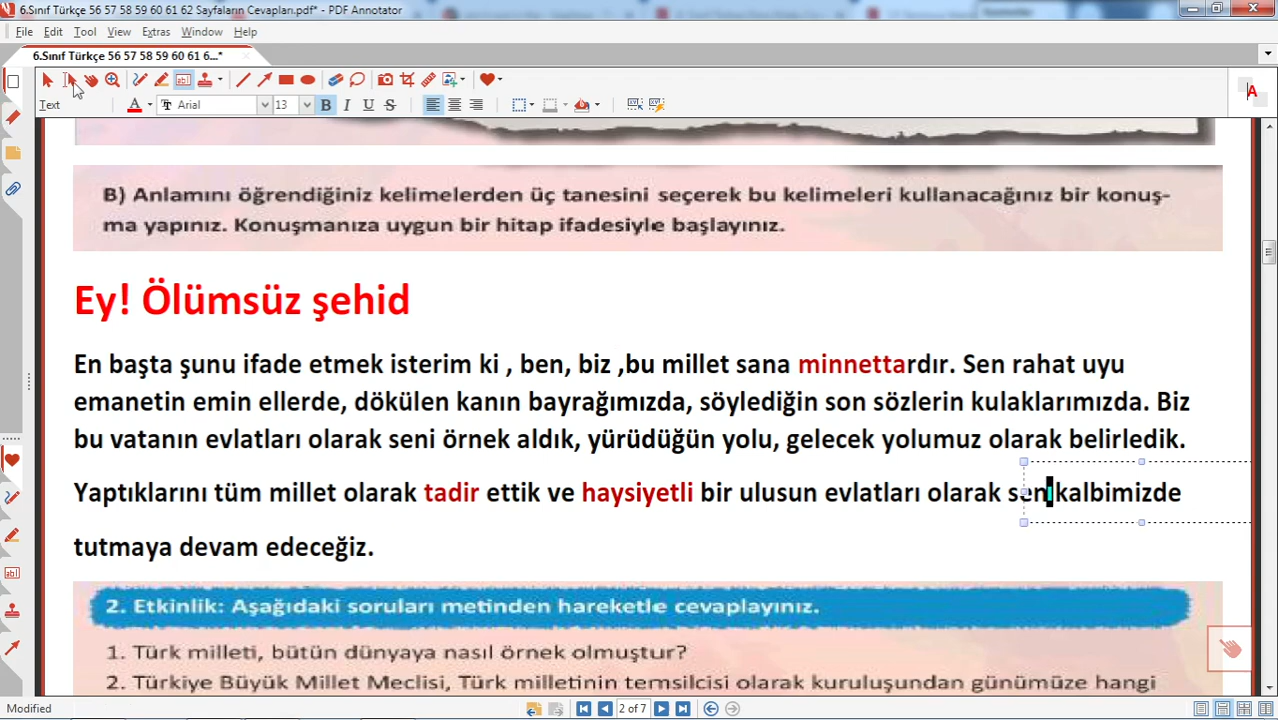 6.Sınıf Türkçe 56 57 58 59 60 61 62 Sayfaların Cevapları.pdf* - PDF Annotator
File Edit Tool View Extras Window Help
6.Sınıf Türkçe 56 57 58 59 60 61 6...*
Text Arial 13 B I U S
B) Anlamını öğrendiğiniz kelimelerden üç tanesini seçerek bu kelimeleri kullanacağınız bir konuş-
ma yapınız. Konuşmanıza uygun bir hitap ifadesiyle başlayınız.
Ey! Ölümsüz şehid
En başta şunu ifade etmek isterim ki , ben, biz ,bu millet sana minnettardır. Sen rahat uyu
emanetin emin ellerde, dökülen kanın bayrağımızda, söylediğin son sözlerin kulaklarımızda. Biz
bu vatanın evlatları olarak seni örnek aldık, yürüdüğün yolu, gelecek yolumuz olarak belirledik.
Yaptıklarını tüm millet olarak tadir ettik ve haysiyetli bir ulusun evlatları olarak seni kalbimizde
tutmaya devam edeceğiz.
2. Etkinlik: Aşağıdaki soruları metinden hareketle cevaplayınız.
1. Türk milleti, bütün dünyaya nasıl örnek olmuştur?
2. Türkiye Büyük Millet Meclisi, Türk milletinin temsilcisi olarak kuruluşundan günümüze hangi
Modified 2 of 7